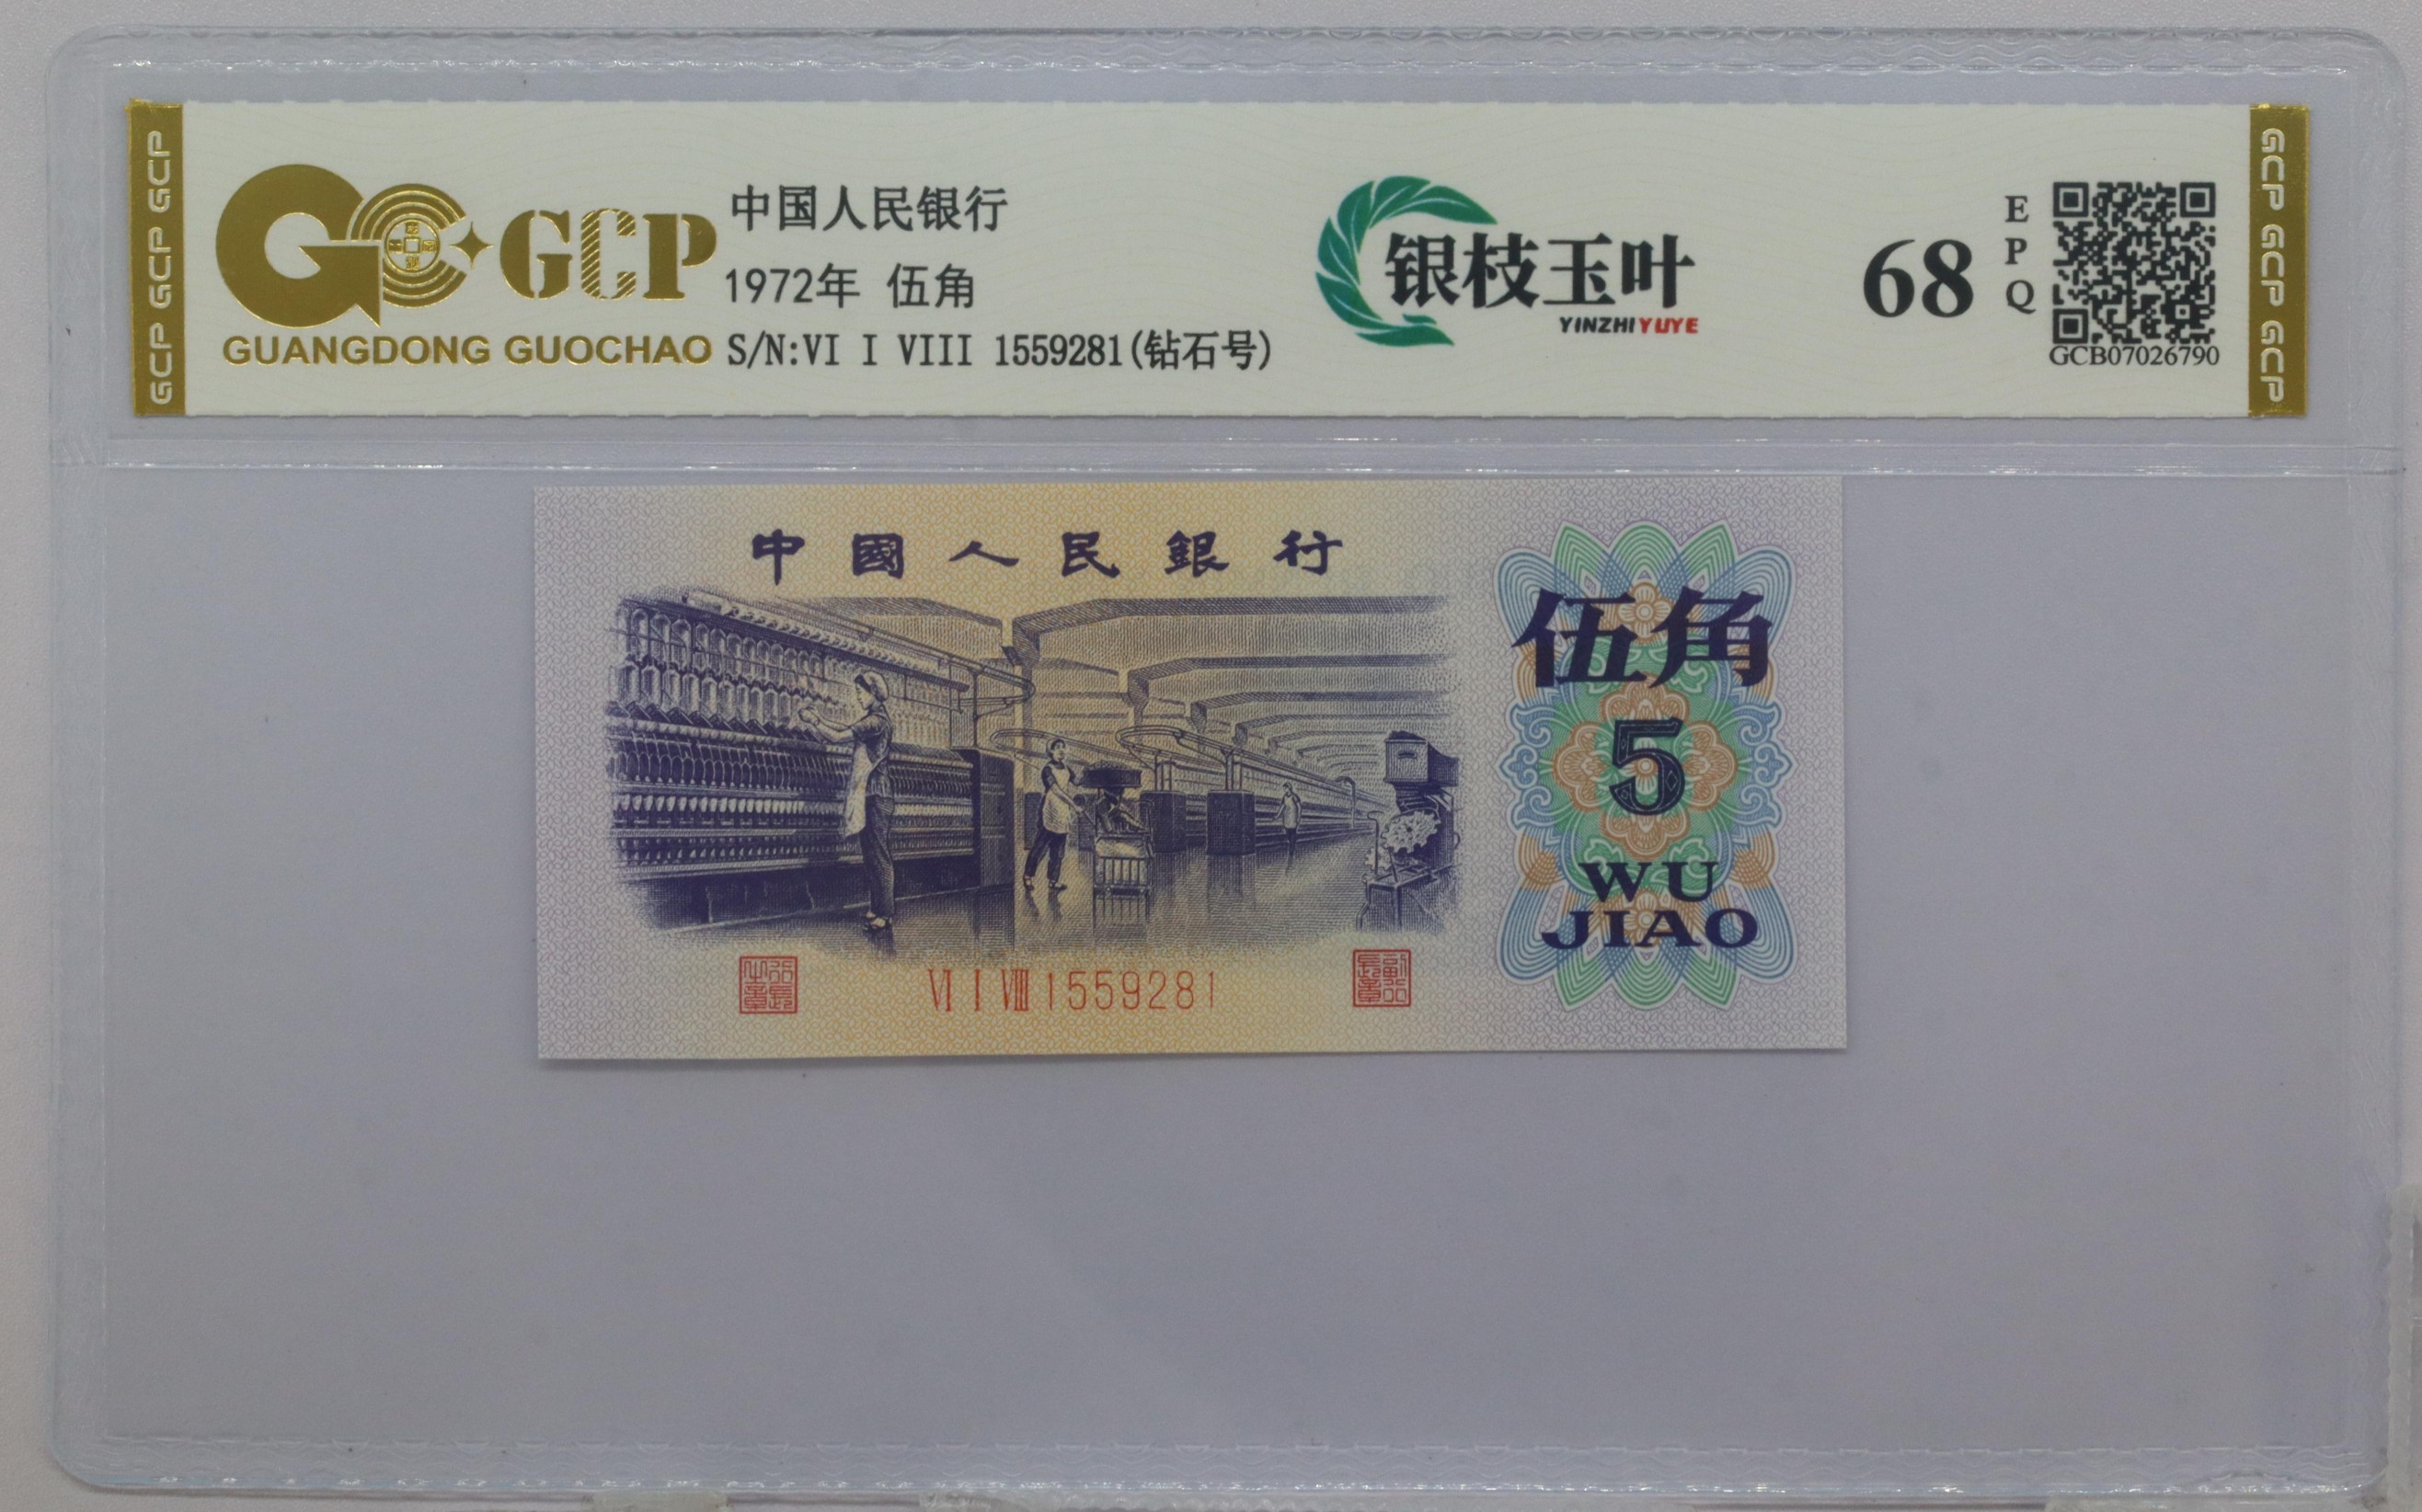 GCP GCP GCP
GCP
GUANGDONG GUOCHAO
中国人民银行
1972年 伍角
S/N:VI I VIII 1559281(钻石号)
银枝玉叶
YINZHIYUYE
68
EPQ
GCB07026790
GCP GCP GCP
中國人民銀行
伍角
5
WU
JIAO
VI I VIII 1559281